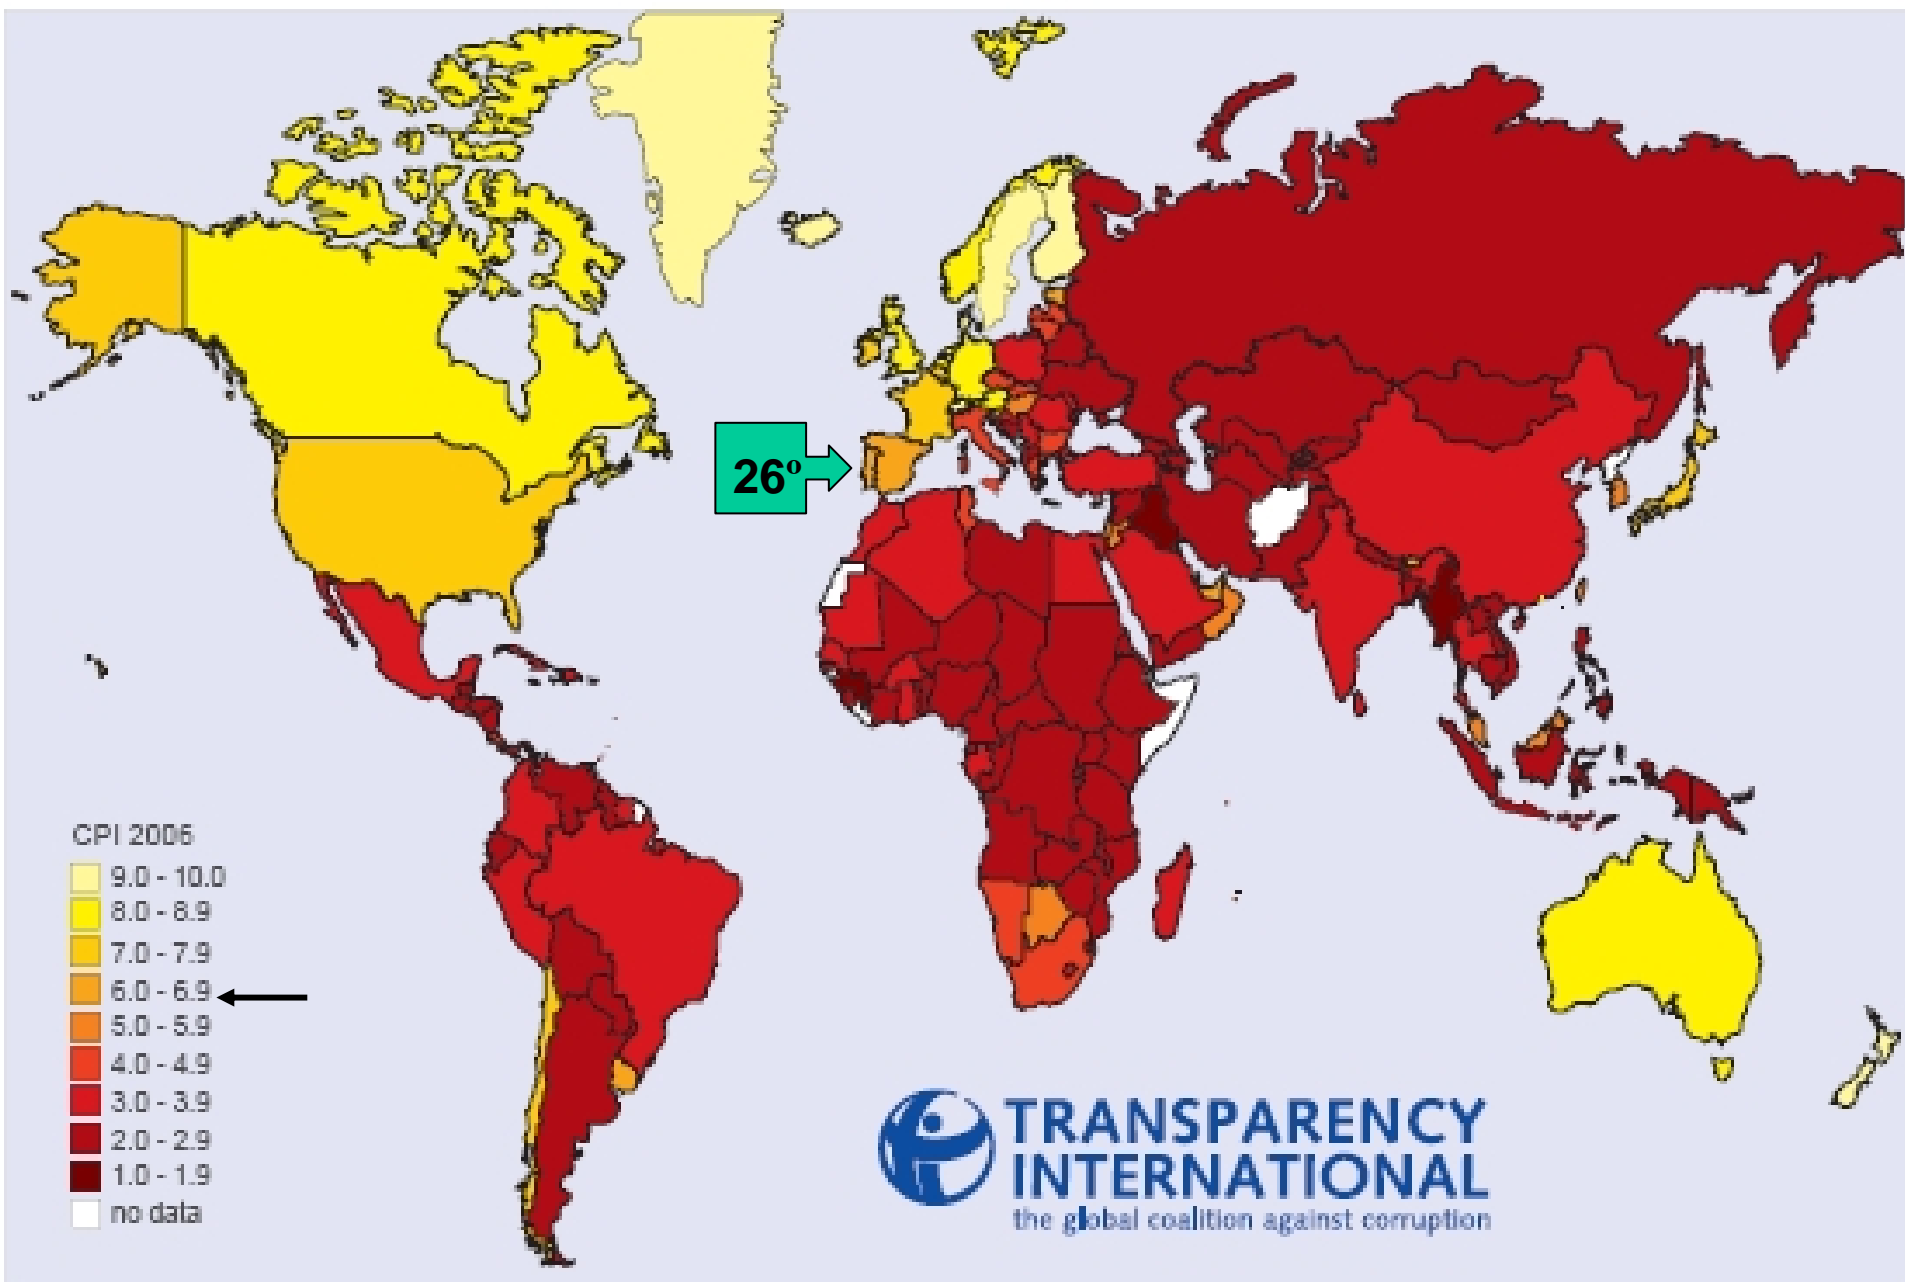 26º
CPI 2006
9.0 - 10.0
8.0 - 8.9
7.0 - 7.9
6.0 - 6.9
5.0 - 5.9
4.0 - 4.9
3.0 - 3.9
2.0 - 2.9
1.0 - 1.9
no data
TRANSPARENCY
INTERNATIONAL
the global coalition against corruption